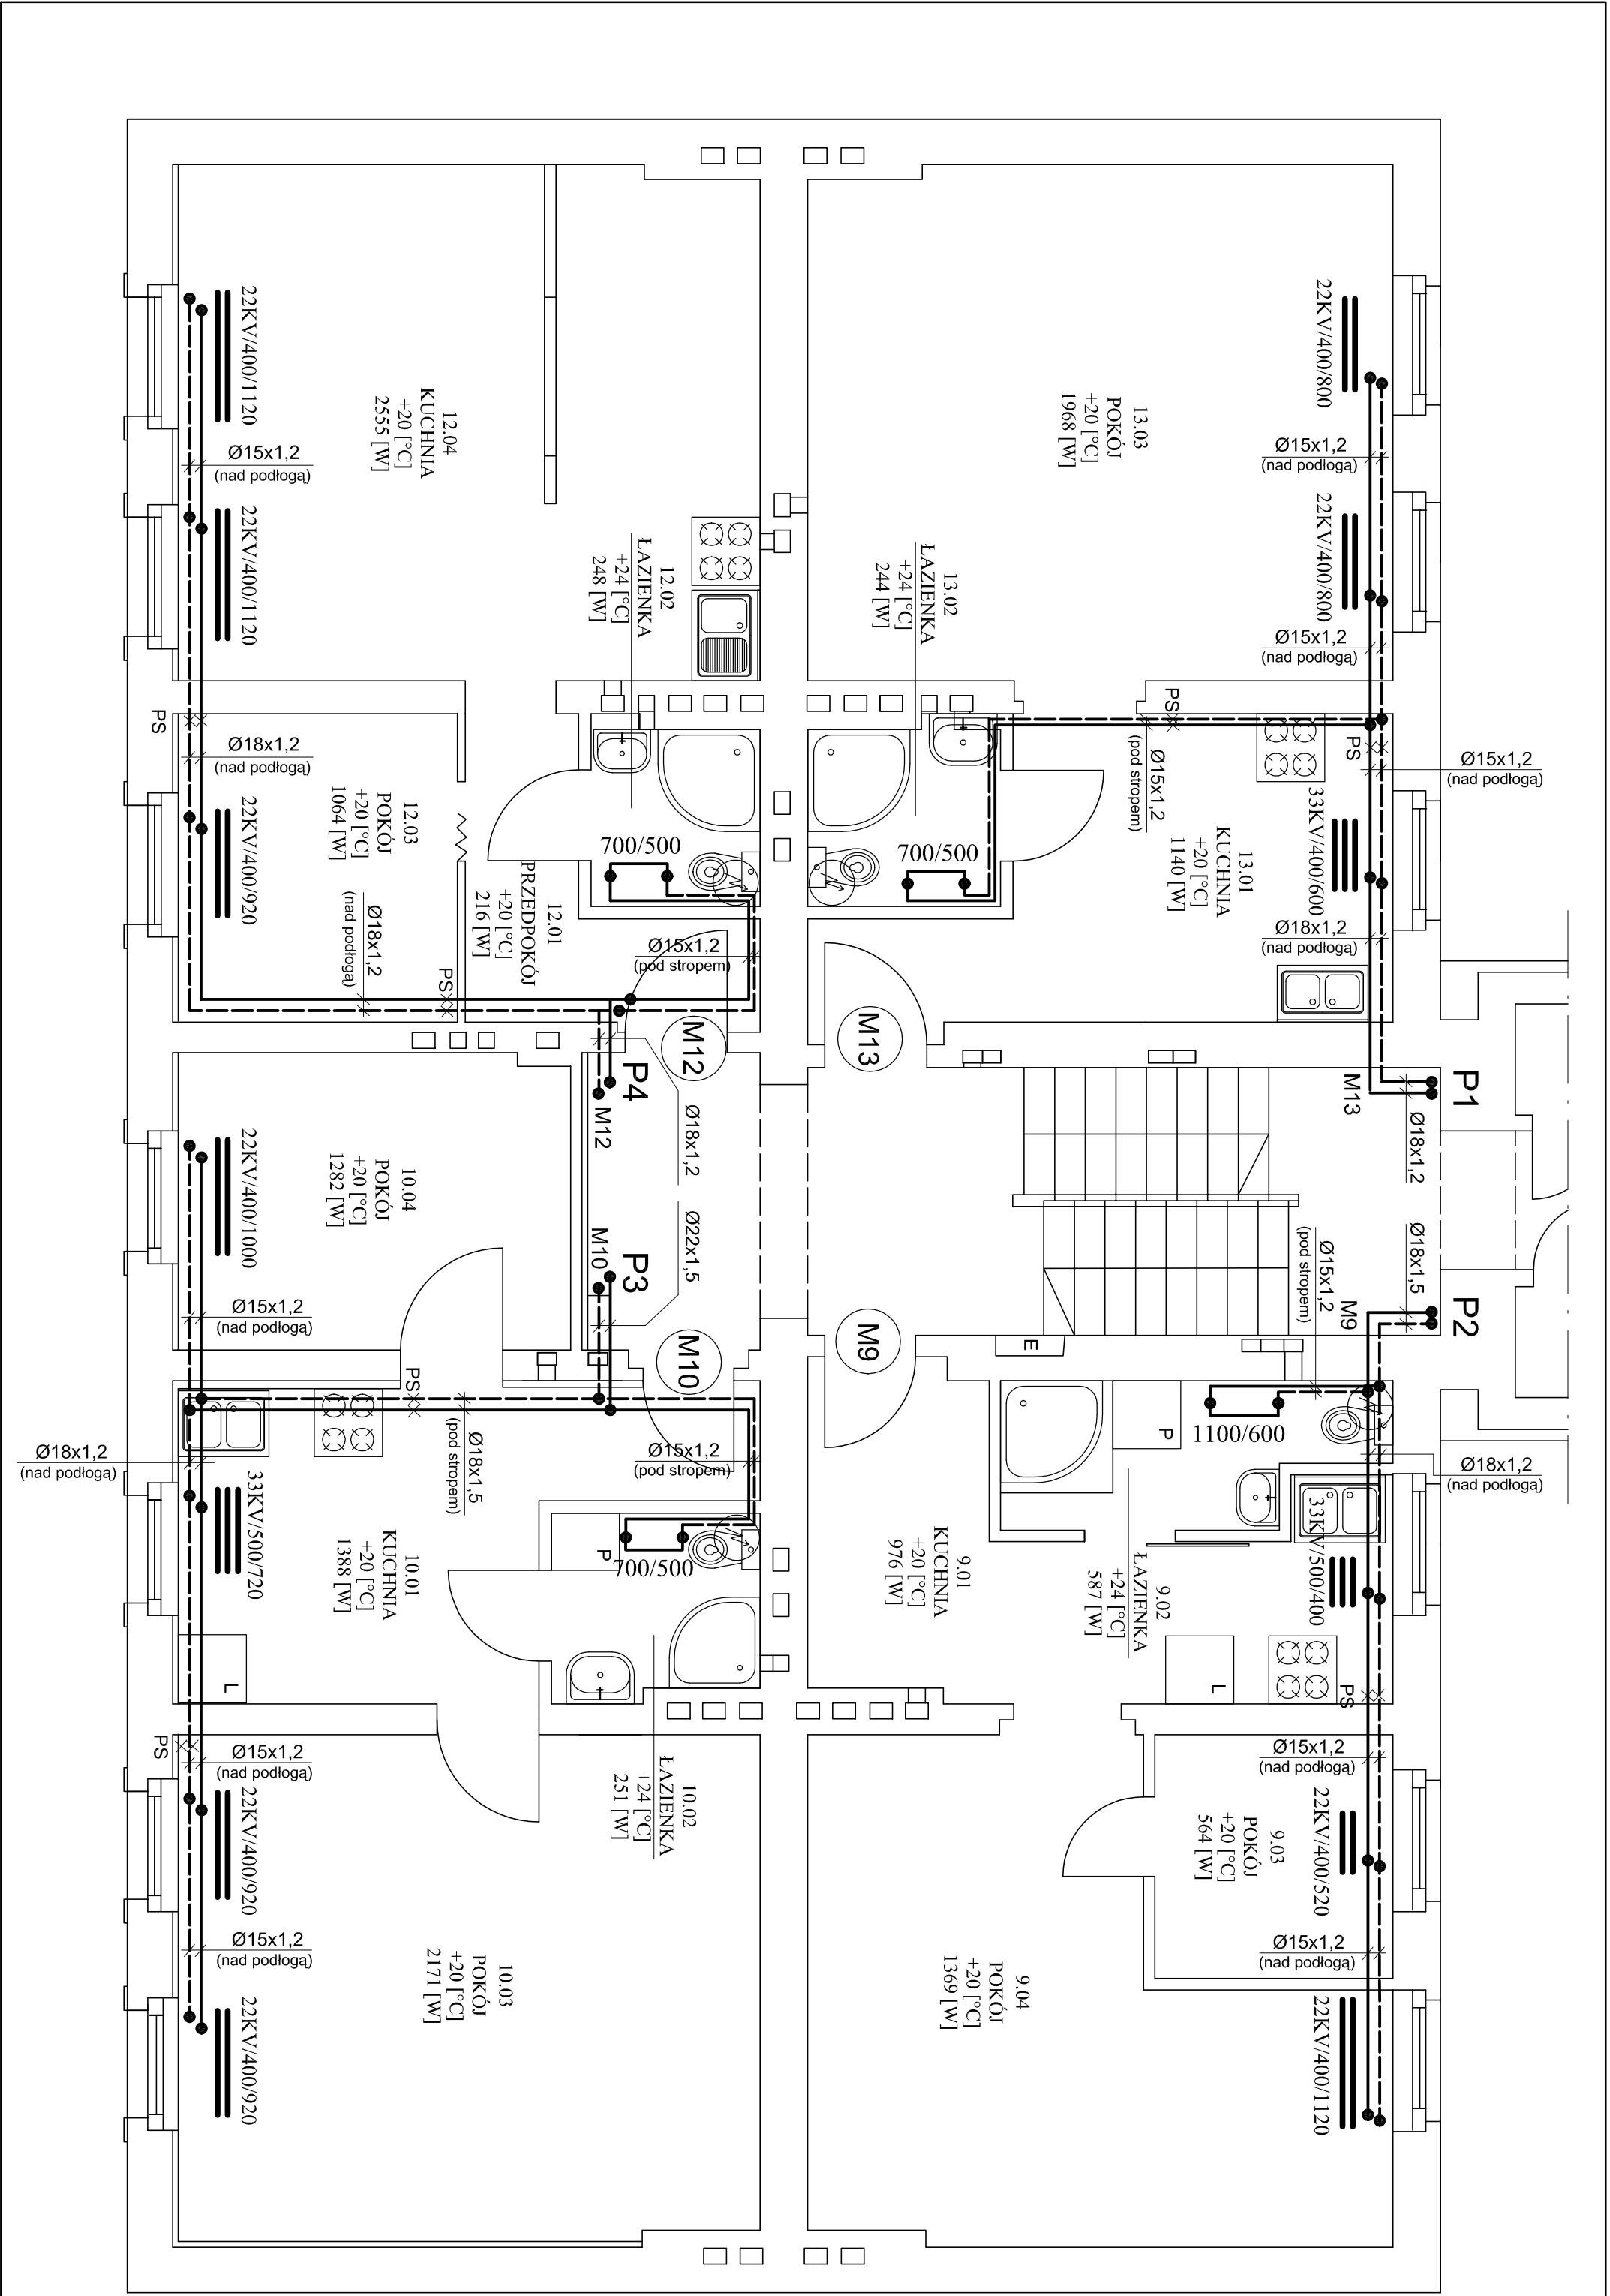 22KV/400/1120
12.04
KUCHNIA
+20 [°C]
2555 [W]
Ø15x1,2
(nad podłogą)
22KV/400/1120
12.02
ŁAZIENKA
+24 [°C]
248 [W]
22KV/400/800
13.03
POKÓJ
+20 [°C]
1968 [W]
Ø15x1,2
(nad podłogą)
22KV/400/800
13.02
ŁAZIENKA
+24 [°C]
244 [W]
Ø15x1,2
(nad podłogą)
PS
Ø18x1,2
(nad podłogą)
22KV/400/920
12.03
POKÓJ
+20 [°C]
1064 [W]
Ø18x1,2
(nad podłogą)
PS
12.01
PRZEDPOKÓJ
+20 [°C]
216 [W]
700/500
Ø15x1,2
(pod stropem)
700/500
PS
Ø15x1,2
(pod stropem)
PS
Ø15x1,2
(nad podłogą)
33KV/400/600
13.01
KUCHNIA
+20 [°C]
1140 [W]
Ø18x1,2
(nad podłogą)
M12
M13
P4
M12
Ø18x1,2
P1
M13
Ø18x1,2
22KV/400/1000
10.04
POKÓJ
+20 [°C]
1282 [W]
Ø15x1,2
(nad podłogą)
M10
P3
Ø22x1,5
M10
M9
E
Ø15x1,2
(pod stropem)
M9
Ø18x1,5
P2
PS
Ø18x1,5
(pod stropem)
Ø15x1,2
(pod stropem)
Ø18x1,2
(nad podłogą)
33KV/500/720
10.01
KUCHNIA
+20 [°C]
1388 [W]
L
P
700/500
P
1100/600
Ø18x1,2
(nad podłogą)
33KV/500/400
9.01
KUCHNIA
+20 [°C]
976 [W]
9.02
ŁAZIENKA
+24 [°C]
587 [W]
L
PS
PS
Ø15x1,2
(nad podłogą)
22KV/400/920
10.02
ŁAZIENKA
+24 [°C]
251 [W]
Ø15x1,2
(nad podłogą)
22KV/400/520
9.03
POKÓJ
+20 [°C]
564 [W]
Ø15x1,2
(nad podłogą)
22KV/400/920
10.03
POKÓJ
+20 [°C]
2171 [W]
9.04
POKÓJ
+20 [°C]
1369 [W]
Ø15x1,2
(nad podłogą)
22KV/400/1120